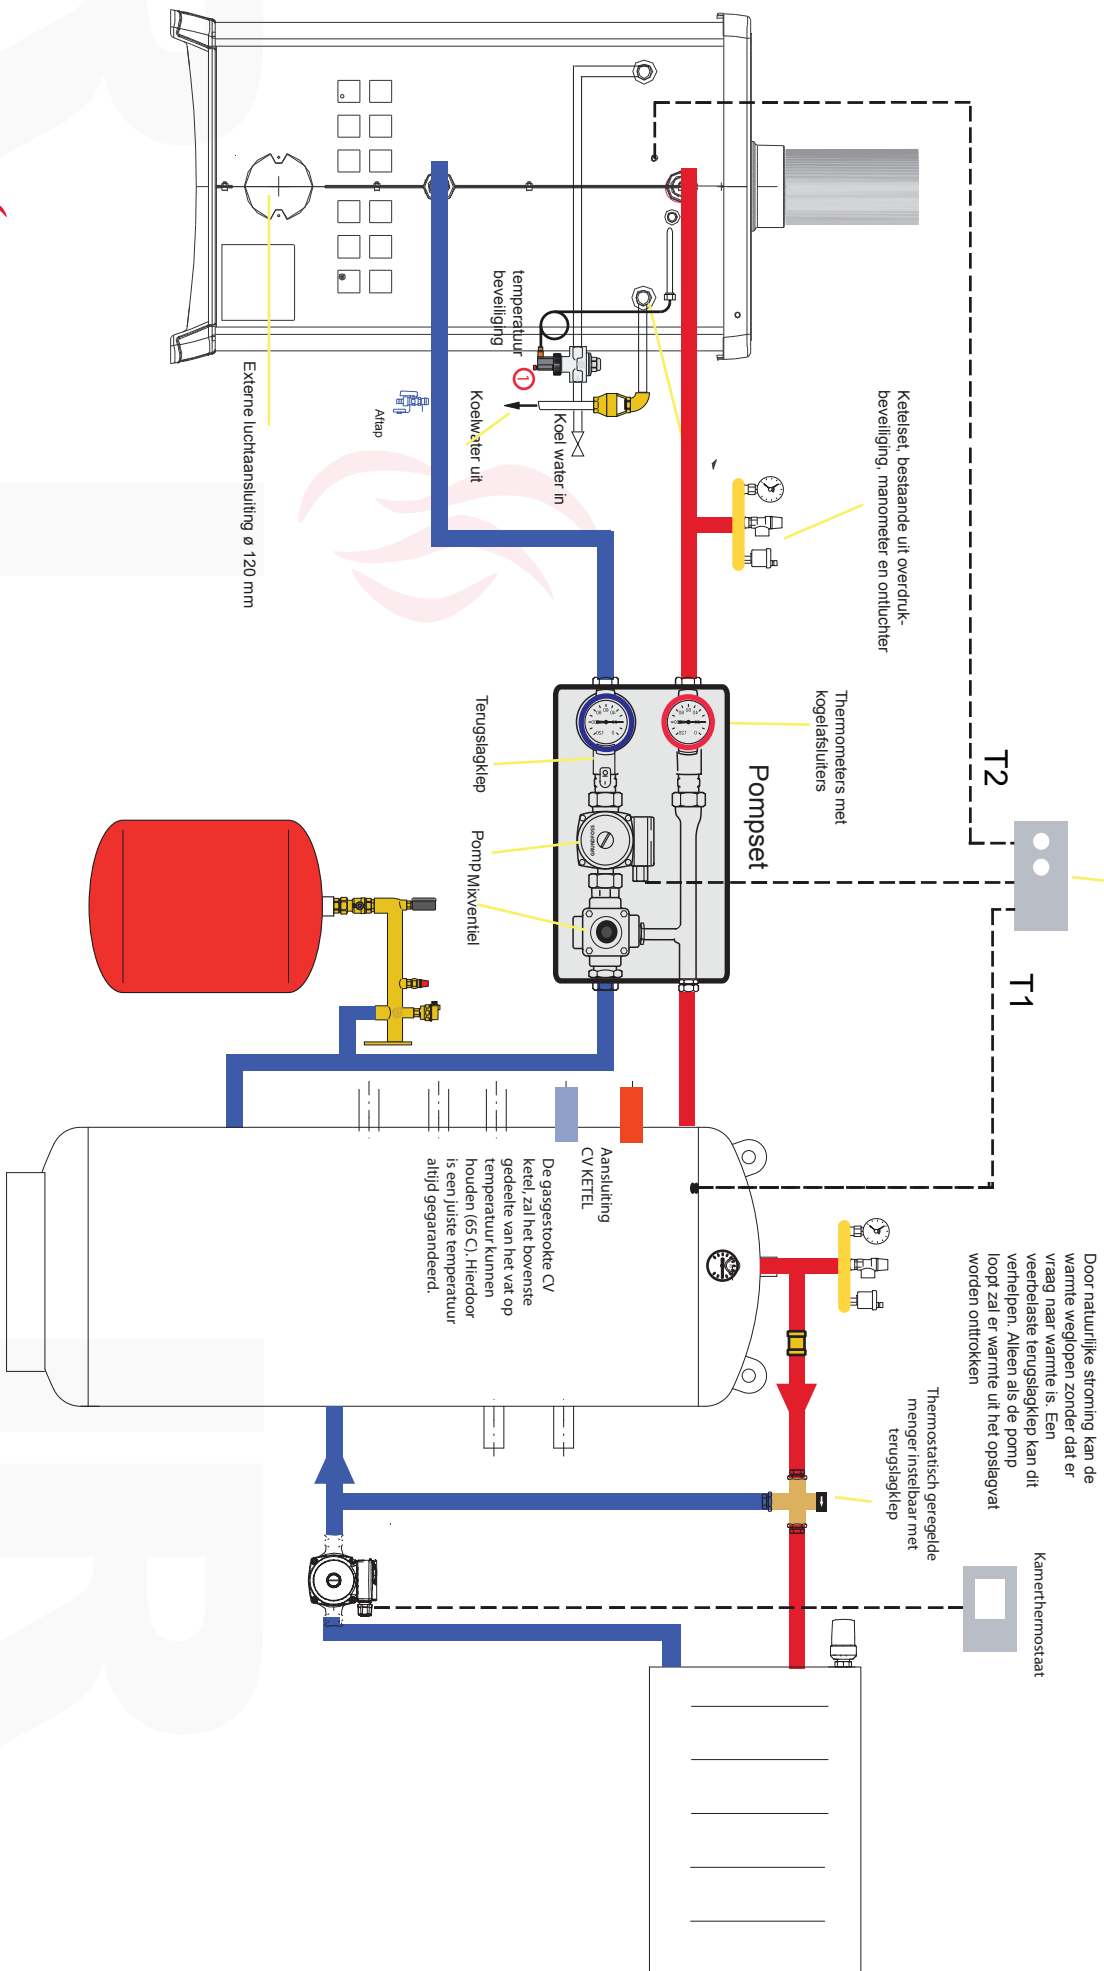 T2
T1
Ketelset, bestaande uit overdruk-
beveiliging, manometer en ontluchter
Thermometers met
kogelafsluiters
Pompset
temperatuur
beveiliging
1
Koel water in
Koelwater uit
Aftap
Externe luchtaansluiting ø 120 mm
Terugslagklep
Pomp
Mixventiel
GRUNDFOSS
Aansluiting
CV KETEL
De gasgestookte CV
ketel, zal het bovenste
gedeelte van het vat op
temperatuur kunnen
houden (65 C). Hierdoor
is een juiste temperatuur
altijd gegarandeerd.
Door natuurlijke stroming kan de
warmte weglopen zonder dat er
vraag naar warmte is. Een
veerbelaste terugslagklep kan dit
verhelpen. Alleen als de pomp
loopt zal er warmte uit het opslagvat
worden onttrokken
Thermostatisch geregelde
menger instelbaar met
terugslagklep
Kamerthermostaat